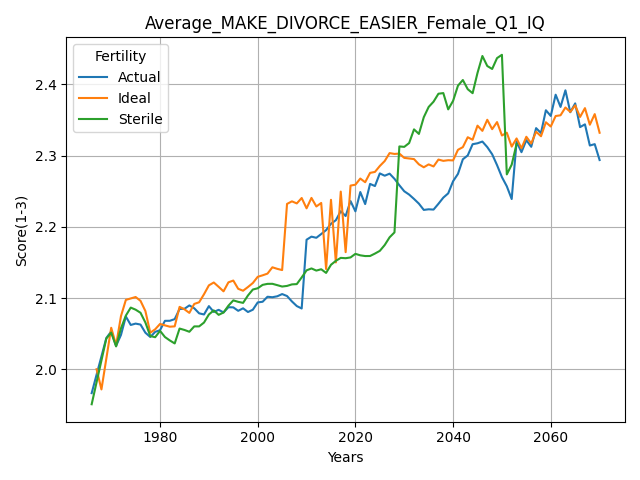 Average_MAKE_DIVORCE_EASIER_Female_Q1_IQ
Fertility
Actual
Ideal
Sterile
Score(1-3)
2.4
2.3
2.2
2.1
2.0
1980
2000
2020
2040
2060
Years